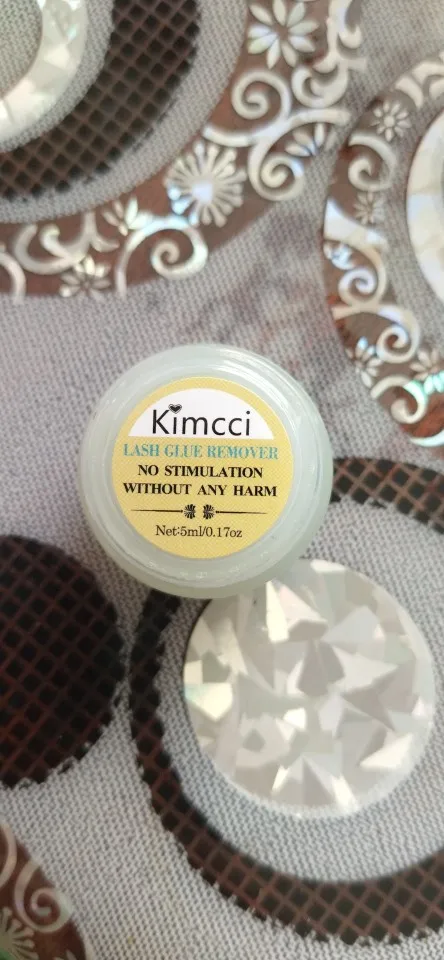 Kimcci
LASH GLUE REMOVER
NO STIMULATION
WITHOUT ANY HARM
Net:5ml/0.17oz